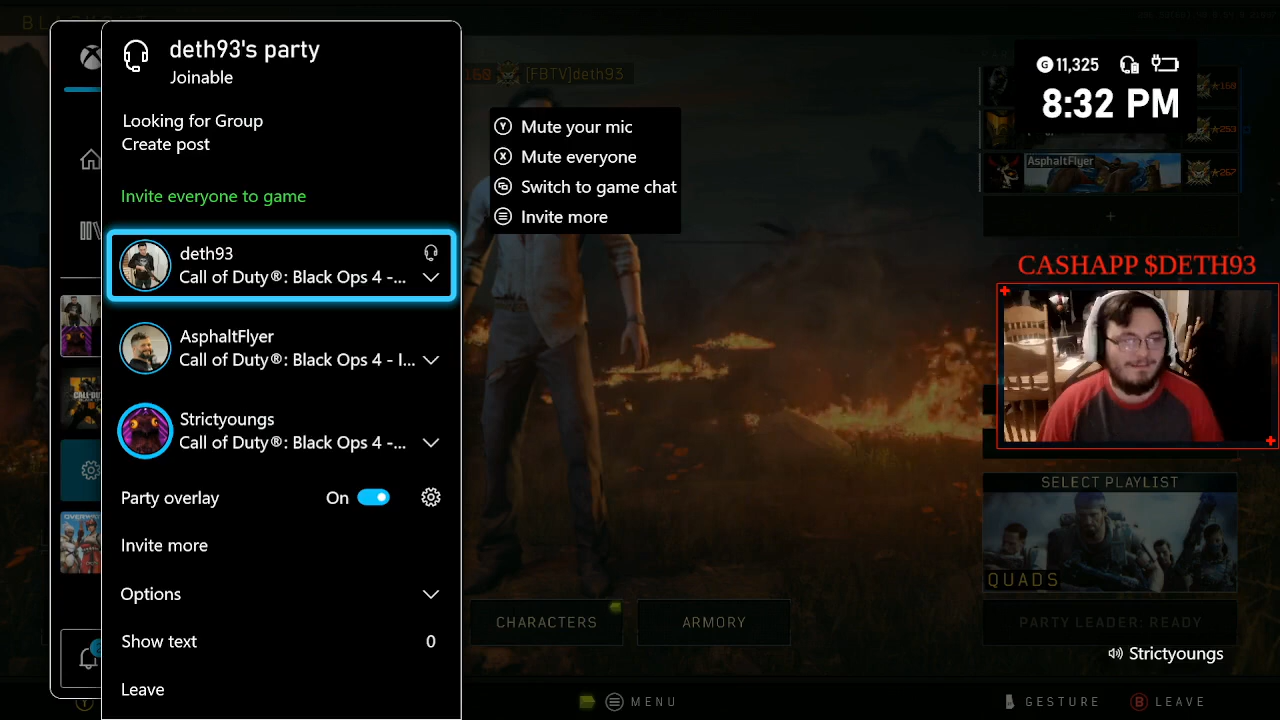 deth93's party
Joinable
Looking for Group
Create post
Invite everyone to game
deth93
Call of Duty®: Black Ops 4 -...
AsphaltFlyer
Call of Duty®: Black Ops 4 - I...
Strictyoungs
Call of Duty®: Black Ops 4 -...
Party overlay
On
Invite more
Options
Show text
0
Leave
160
[FBTV]deth93
Y Mute your mic
X Mute everyone
Switch to game chat
Invite more
G 11,325
8:32 PM
168
253
AsphaltFlyer
267
CASHAPP $DETH93
SELECT PLAYLIST
QUADS
CHARACTERS
ARMORY
PARTY LEADER: READY
Strictyoungs
MENU
GESTURE
B LEAVE